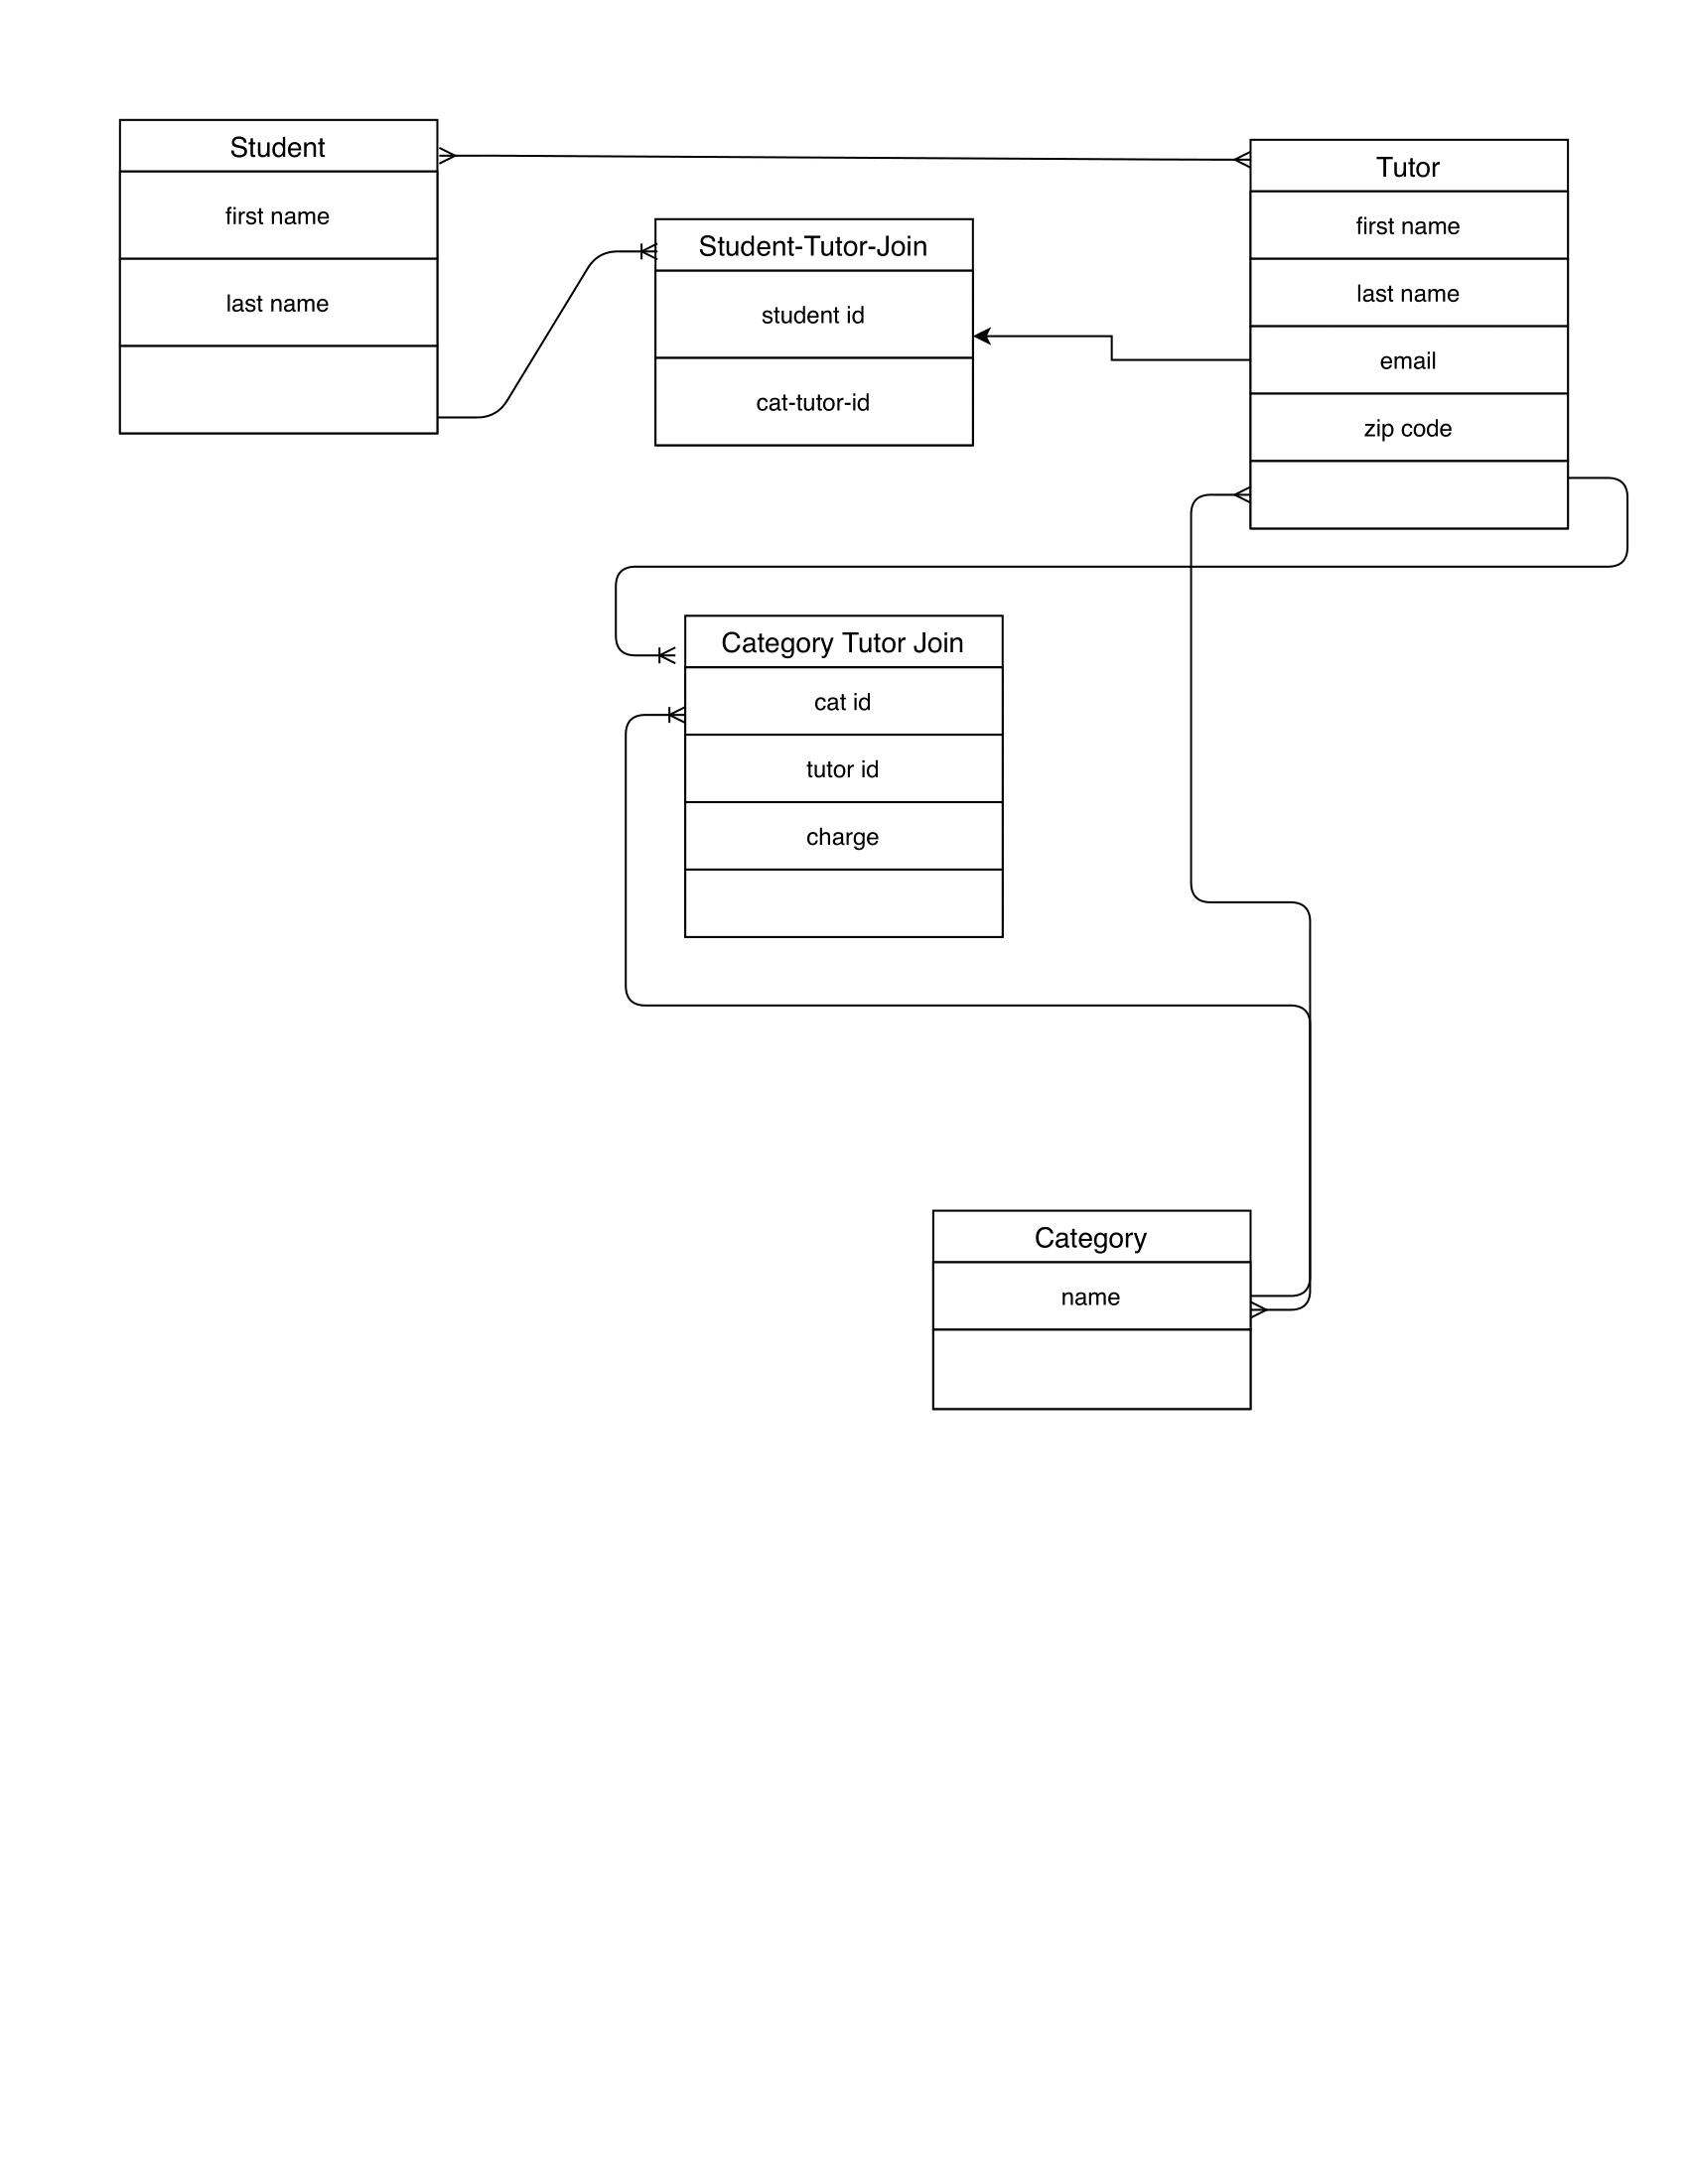 Student
first name
last name
Student-Tutor-Join
student id
cat-tutor-id
Tutor
first name
last name
email
zip code
Category Tutor Join
cat id
tutor id
charge
Category
name